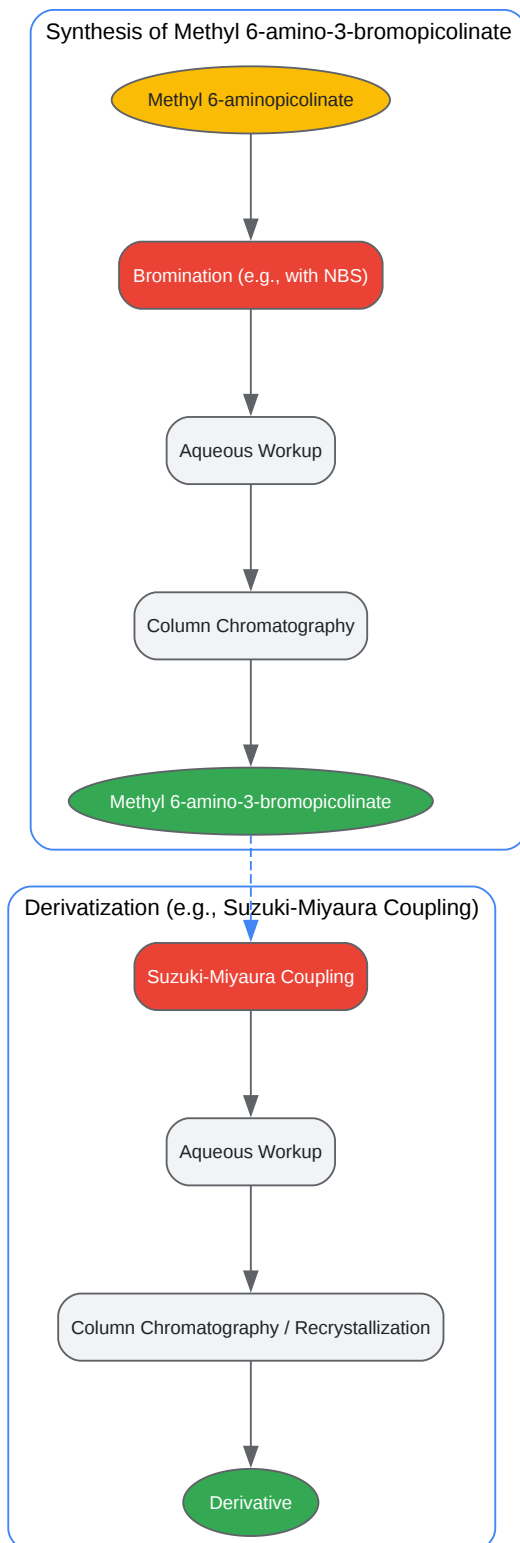 Synthesis of Methyl 6-amino-3-bromopicolinate
Methyl 6-aminopicolinate
Bromination (e.g., with NBS)
Aqueous Workup
Column Chromatography
Methyl 6-amino-3-bromopicolinate
Derivatization (e.g., Suzuki-Miyaura Coupling)
Suzuki-Miyaura Coupling
Aqueous Workup
Column Chromatography / Recrystallization
Derivative